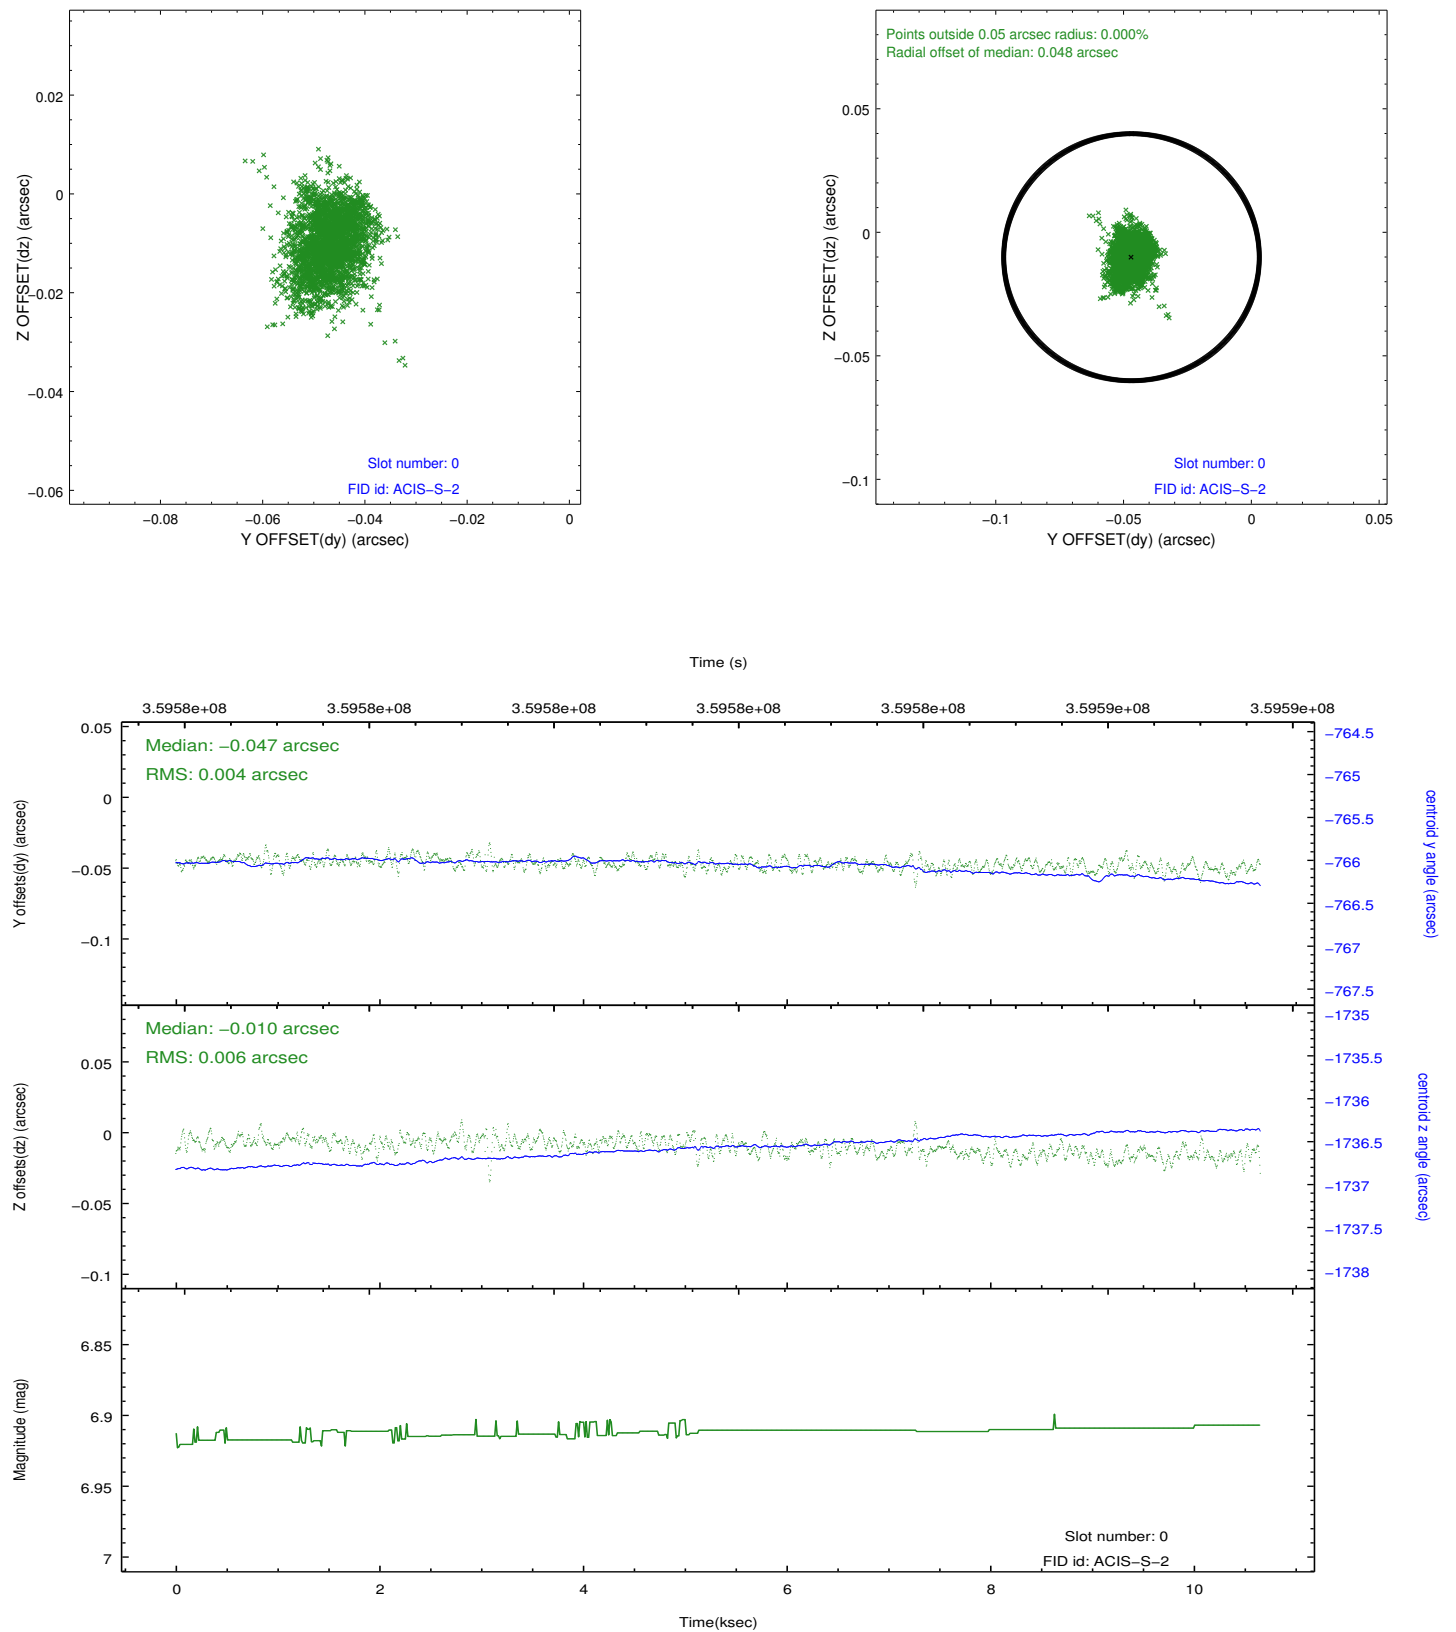 0.02
0
−0.02
−0.04
−0.06
Z OFFSET(dz) (arcsec)
Slot number: 0
FID id: ACIS−S−2
−0.08
−0.06
−0.04
−0.02
0
Y OFFSET(dy) (arcsec)
Points outside 0.05 arcsec radius: 0.000%
Radial offset of median: 0.048 arcsec
0.05
0
−0.05
−0.1
Z OFFSET(dz) (arcsec)
Slot number: 0
FID id: ACIS−S−2
−0.1
−0.05
0
0.05
Y OFFSET(dy) (arcsec)
Time (s)
3.5958e+08
3.5958e+08
3.5958e+08
3.5958e+08
3.5958e+08
3.5959e+08
3.5959e+08
Median: −0.047 arcsec
RMS: 0.004 arcsec
0.05
0
−0.05
−0.1
Y offsets(dy) (arcsec)
−764.5
−765
−765.5
−766
−766.5
−767
−767.5
centroid y angle (arcsec)
Median: −0.010 arcsec
RMS: 0.006 arcsec
0.05
0
−0.05
−0.1
Z offsets(dz) (arcsec)
−1735
−1735.5
−1736
−1736.5
−1737
−1737.5
−1738
centroid z angle (arcsec)
6.85
6.9
6.95
7
Magnitude (mag)
Slot number: 0
FID id: ACIS−S−2
0
2
4
6
8
10
Time(ksec)